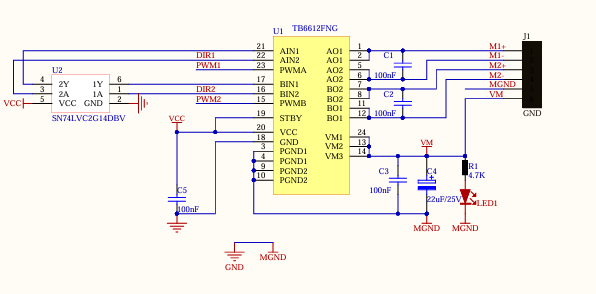 U1 TB6612FNG J1
21 AIN1 AO1 1 M1+
DIR1 22 AIN2 AO1 2 M1-
PWM1 23 PWMA AO2 5 C1 M2+
U2 AO2 6 100nF M2-
4 2Y 1Y 6 17 BIN1 BO2 7 MGND
3 2A 1A 1 DIR2 16 BIN2 BO2 8 C2 VM
VCC 5 VCC GND 2 PWM2 15 PWMB BO1 11
SN74LVC2G14DBV 19 STBY BO1 12 100nF GND
VCC 20 VCC VM1 24
18 GND VM2 13 VM
3 PGND1 VM3 14
4 PGND1 R1
9 PGND2 C3 C4 4.7K
10 PGND2 +
C5 100nF 22uF/25V LED1
100nF
MGND MGND
GND MGND